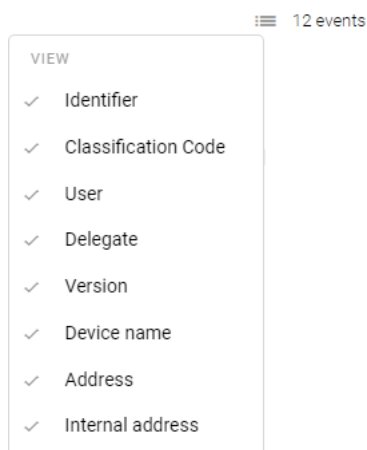 12 events
VIEW
Identifier
Classification Code
User
Delegate
Version
Device name
Address
Internal address